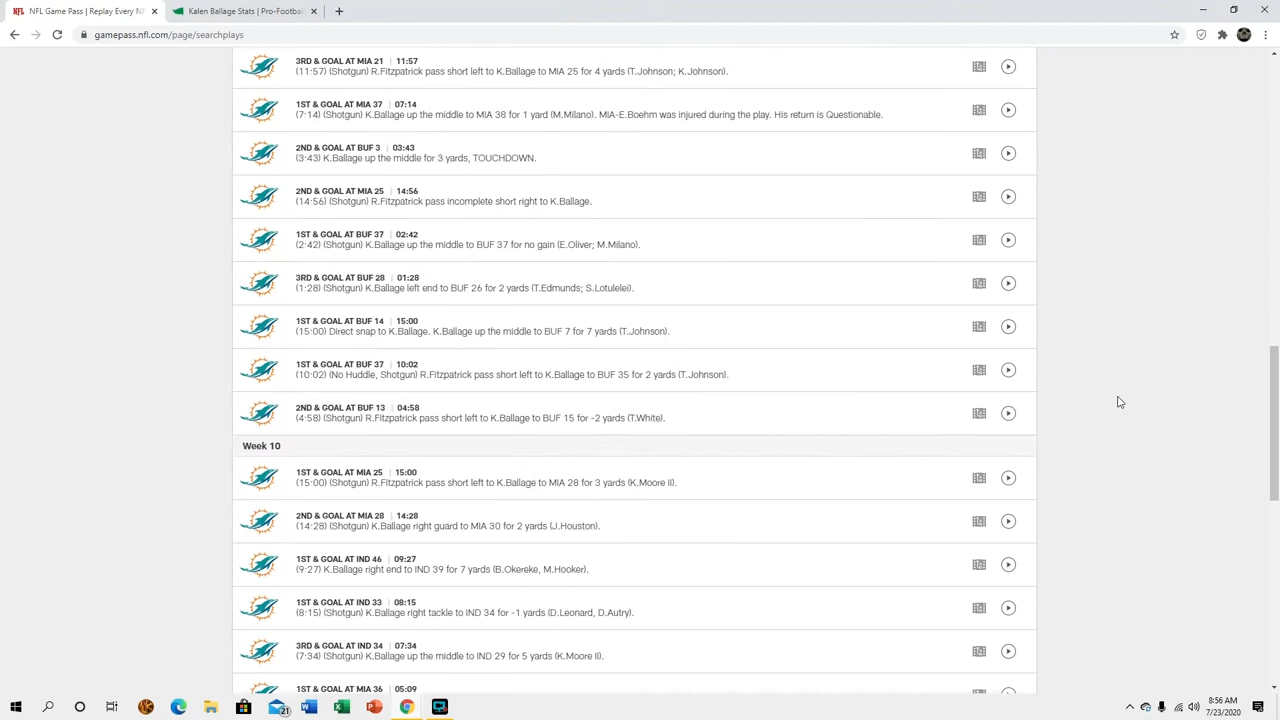 NFL Game Pass | Replay Every NF
Kalen Ballage Stats | Pro-Footbal
gamepass.nfl.com/page/searchplays
3RD & GOAL AT MIA 21 | 11:57
(11:57) (Shotgun) R.Fitzpatrick pass short left to K.Ballage to MIA 25 for 4 yards (T.Johnson; K.Johnson).
1ST & GOAL AT MIA 37 | 07:14
(7:14) (Shotgun) K.Ballage up the middle to MIA 38 for 1 yard (M.Milano). MIA-E.Boehm was injured during the play. His return is Questionable.
2ND & GOAL AT BUF 3 | 03:43
(3:43) K.Ballage up the middle for 3 yards, TOUCHDOWN.
2ND & GOAL AT MIA 25 | 14:56
(14:56) (Shotgun) R.Fitzpatrick pass incomplete short right to K.Ballage.
1ST & GOAL AT BUF 37 | 02:42
(2:42) (Shotgun) K.Ballage up the middle to BUF 37 for no gain (E.Oliver; M.Milano).
3RD & GOAL AT BUF 28 | 01:28
(1:28) (Shotgun) K.Ballage left end to BUF 26 for 2 yards (T.Edmunds; S.Lotulelei).
1ST & GOAL AT BUF 14 | 15:00
(15:00) Direct snap to K.Ballage. K.Ballage up the middle to BUF 7 for 7 yards (T.Johnson).
1ST & GOAL AT BUF 37 | 10:02
(10:02) (No Huddle, Shotgun) R.Fitzpatrick pass short left to K.Ballage to BUF 35 for 2 yards (T.Johnson).
2ND & GOAL AT BUF 13 | 04:58
(4:58) (Shotgun) R.Fitzpatrick pass short left to K.Ballage to BUF 15 for -2 yards (T.White).
Week 10
1ST & GOAL AT MIA 25 | 15:00
(15:00) (Shotgun) R.Fitzpatrick pass short left to K.Ballage to MIA 28 for 3 yards (K.Moore II).
2ND & GOAL AT MIA 28 | 14:28
(14:28) (Shotgun) K.Ballage right guard to MIA 30 for 2 yards (J.Houston).
1ST & GOAL AT IND 46 | 09:27
(9:27) K.Ballage right end to IND 39 for 7 yards (B.Okereke, M.Hooker).
1ST & GOAL AT IND 33 | 08:15
(8:15) (Shotgun) K.Ballage right tackle to IND 34 for -1 yards (D.Leonard, D.Autry).
3RD & GOAL AT IND 34 | 07:34
(7:34) (Shotgun) K.Ballage up the middle to IND 29 for 5 yards (K.Moore II).
1ST & GOAL AT MIA 36 | 05:09
21
8:56 AM
7/23/2020